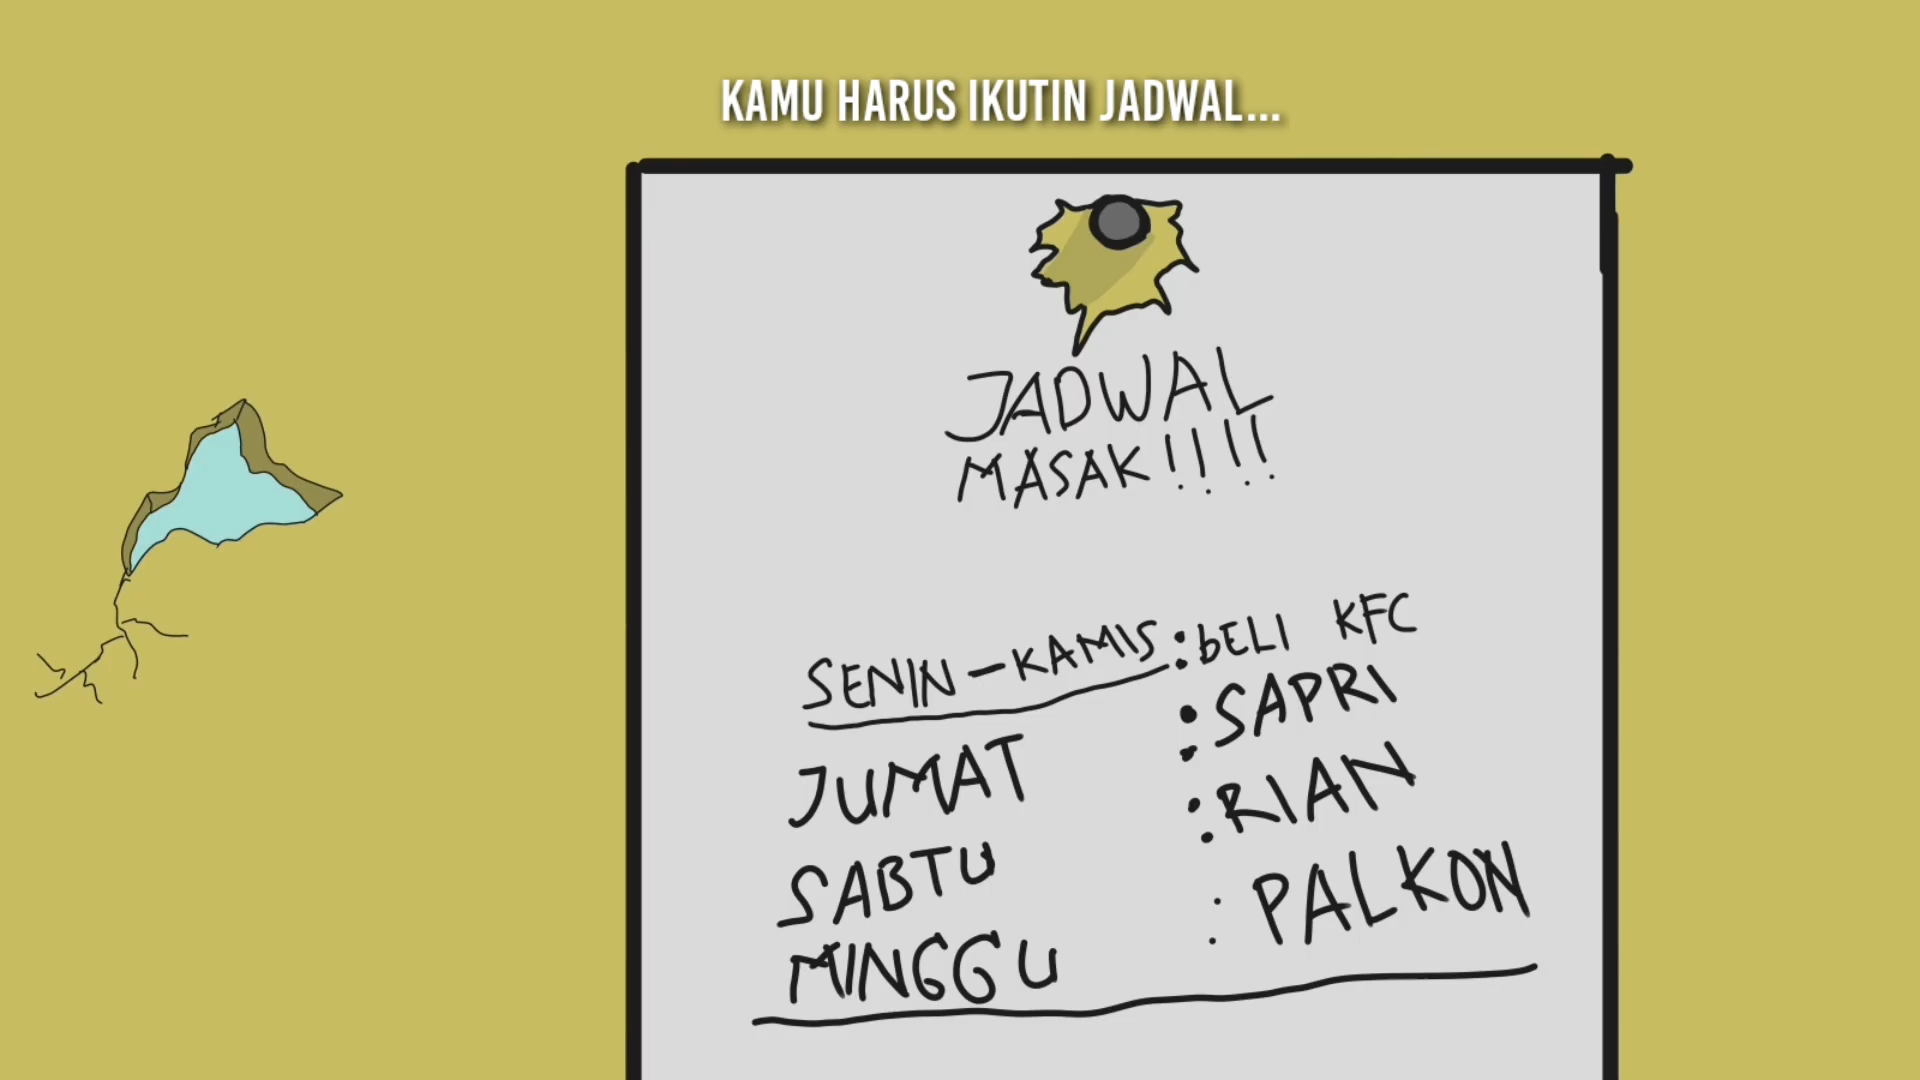 KAMU HARUS IKUTIN JADWAL...
JADWAL
MASAK!!!!
SENIN-KAMIS:bELI KFC
JUMAT :SAPRI
SABTU :RIAN
MINGGU :PALKON